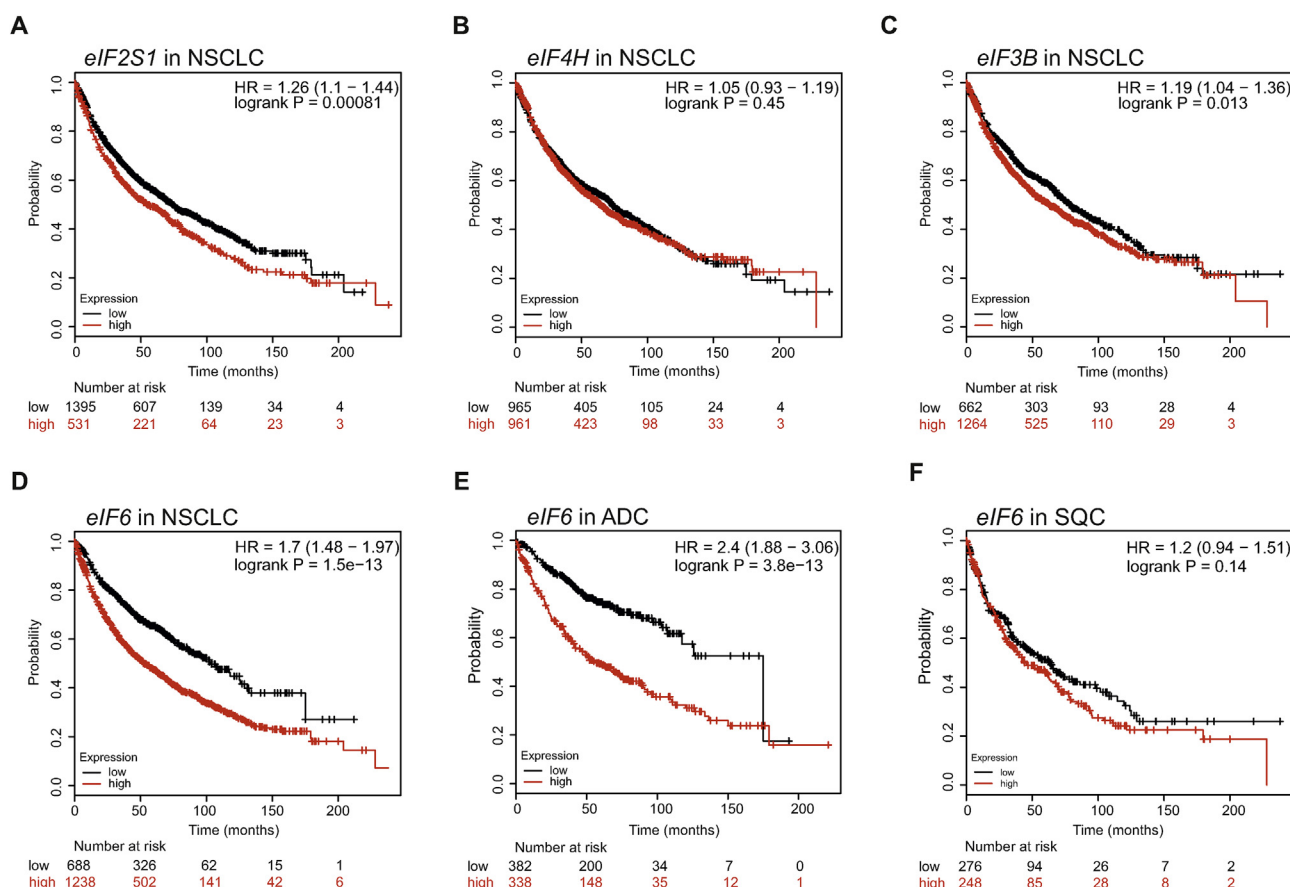 A
eIF2S1 in NSCLC
HR = 1.26 (1.1 − 1.44)
logrank P = 0.00081
Probability
1.0
0.8
0.6
0.4
0.2
0.0
Expression
low
high
0 50 100 150 200
Time (months)
Number at risk
low 1395 607 139 34 4
high 531 221 64 23 3
B
eIF4H in NSCLC
HR = 1.05 (0.93 − 1.19)
logrank P = 0.45
Probability
1.0
0.8
0.6
0.4
0.2
0.0
Expression
low
high
0 50 100 150 200
Time (months)
Number at risk
low 965 405 105 24 4
high 961 423 98 33 3
C
eIF3B in NSCLC
HR = 1.19 (1.04 − 1.36)
logrank P = 0.013
Probability
1.0
0.8
0.6
0.4
0.2
0.0
Expression
low
high
0 50 100 150 200
Time (months)
Number at risk
low 662 303 93 28 4
high 1264 525 110 29 3
D
eIF6 in NSCLC
HR = 1.7 (1.48 − 1.97)
logrank P = 1.5e−13
Probability
1.0
0.8
0.6
0.4
0.2
0.0
Expression
low
high
0 50 100 150 200
Time (months)
Number at risk
low 688 326 62 15 1
high 1238 502 141 42 6
E
eIF6 in ADC
HR = 2.4 (1.88 − 3.06)
logrank P = 3.8e−13
Probability
1.0
0.8
0.6
0.4
0.2
0.0
Expression
low
high
0 50 100 150 200
Time (months)
Number at risk
low 382 200 34 7 0
high 338 148 35 12 1
F
eIF6 in SQC
HR = 1.2 (0.94 − 1.51)
logrank P = 0.14
Probability
1.0
0.8
0.6
0.4
0.2
0.0
Expression
low
high
0 50 100 150 200
Time (months)
Number at risk
low 276 94 26 7 2
high 248 85 28 8 2